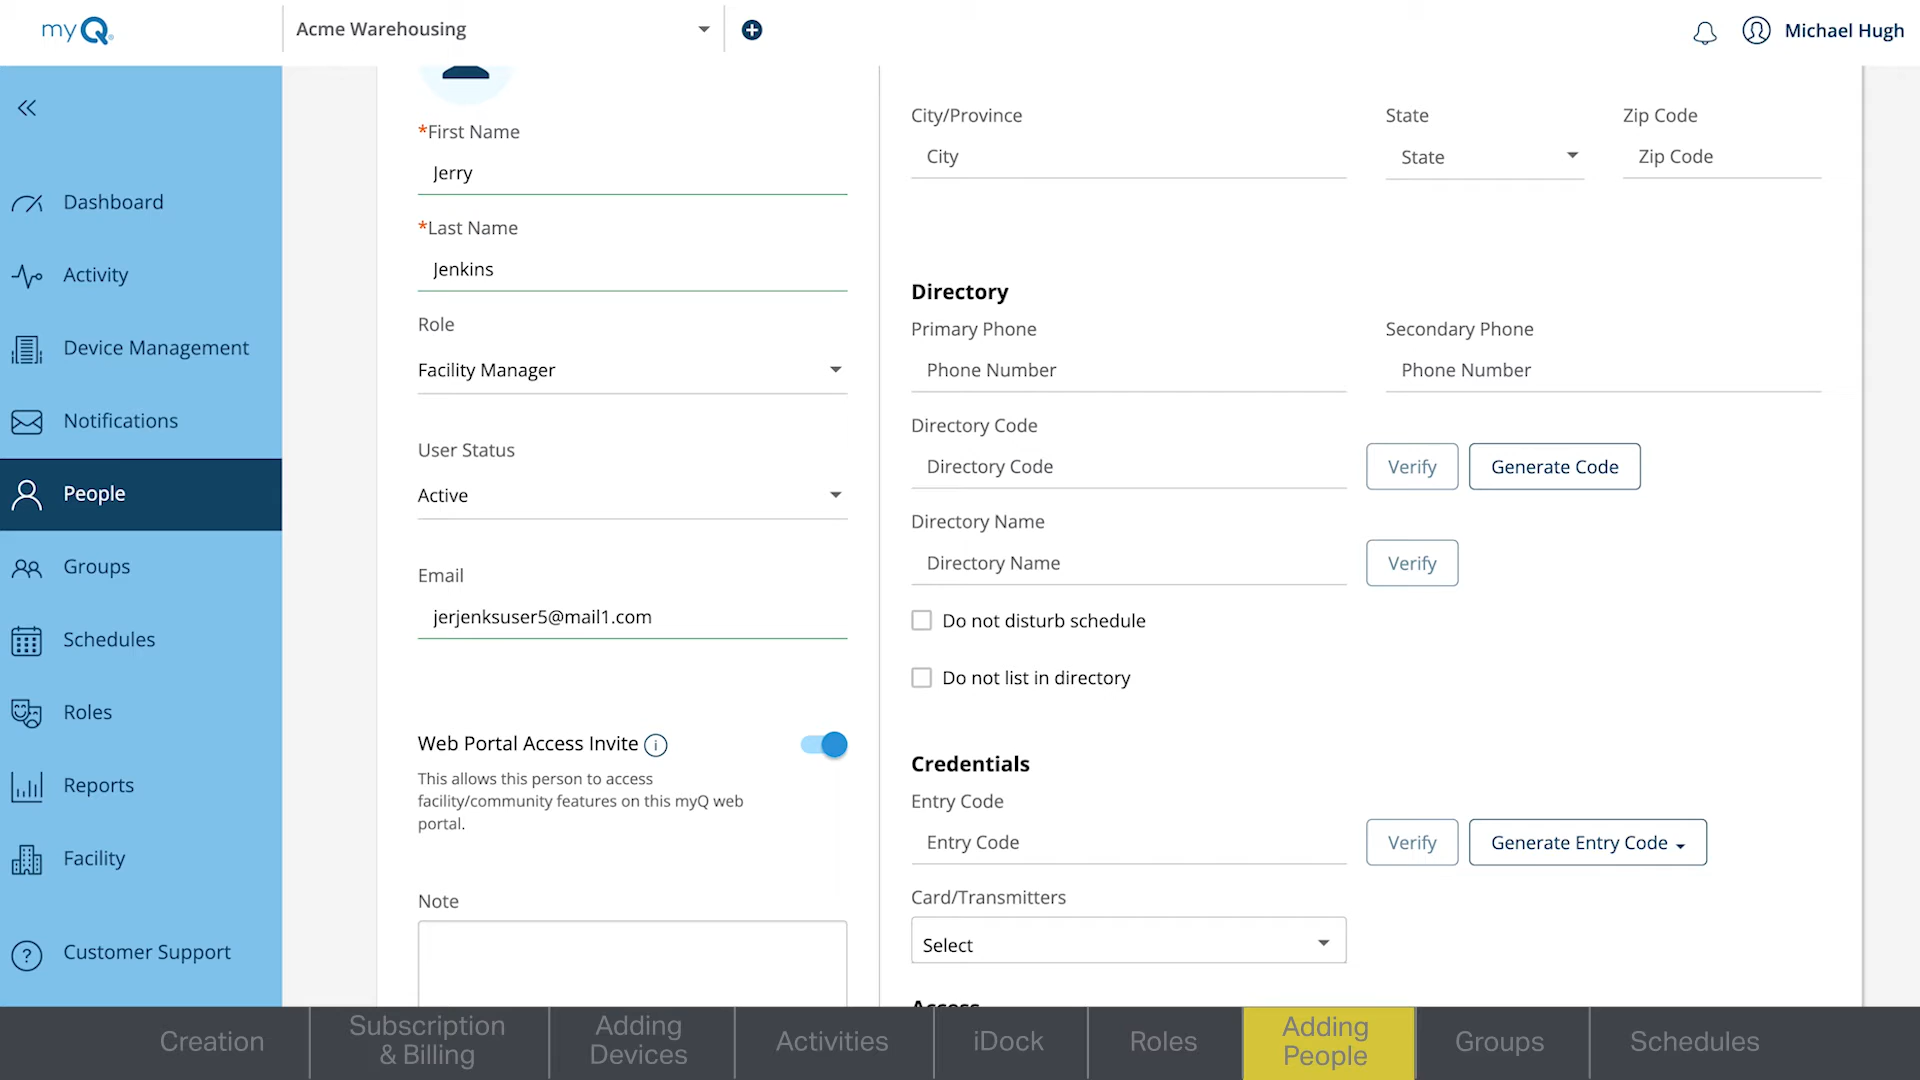 myQ
Acme Warehousing
Michael Hugh
Dashboard
Activity
Device Management
Notifications
People
Groups
Schedules
Roles
Reports
Facility
Customer Support
*First Name
Jerry
*Last Name
Jenkins
Role
Facility Manager
User Status
Active
Email
jerjenksuser5@mail1.com
Web Portal Access Invite
This allows this person to access
facility/community features on this myQ web
portal.
Note
City/Province
State
Zip Code
City
State
Zip Code
Directory
Primary Phone
Secondary Phone
Phone Number
Phone Number
Directory Code
Directory Code
Verify
Generate Code
Directory Name
Directory Name
Verify
Do not disturb schedule
Do not list in directory
Credentials
Entry Code
Entry Code
Verify
Generate Entry Code
Card/Transmitters
Select
Access
Creation
Subscription
& Billing
Adding
Devices
Activities
iDock
Roles
Adding
People
Groups
Schedules